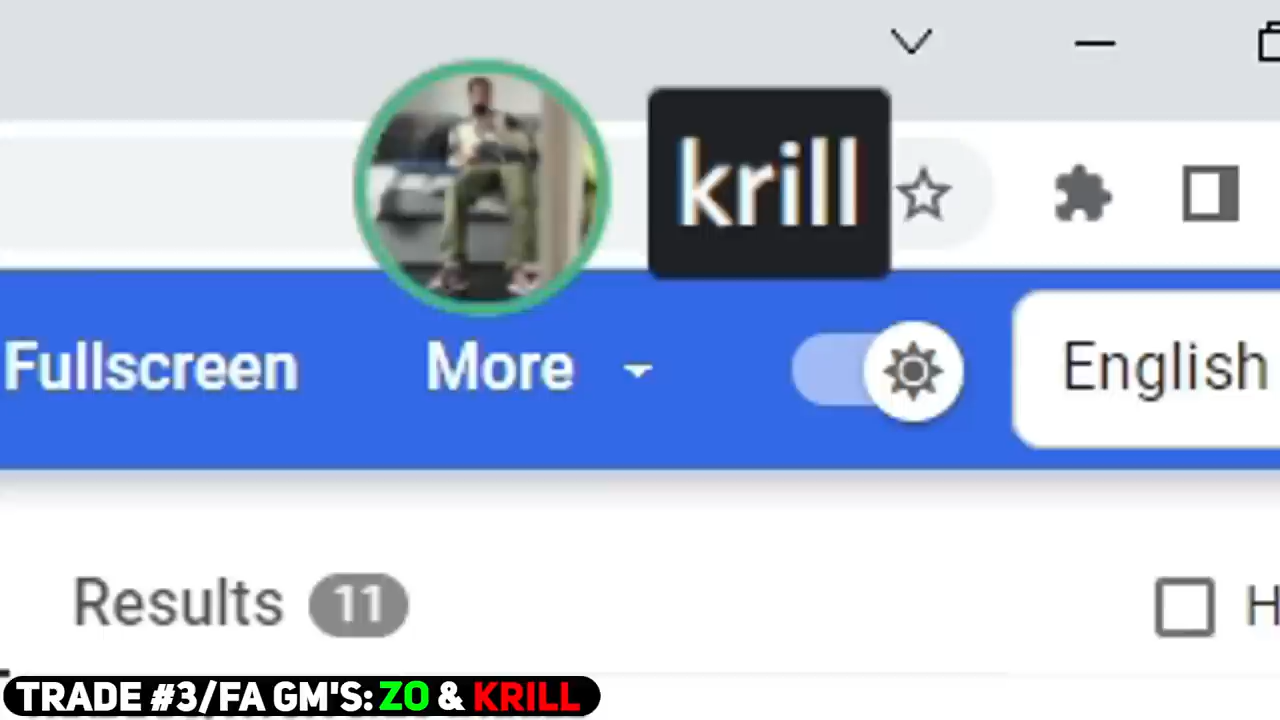 krill
Fullscreen More English
Results 11 H
TRADE #3/FA GM'S: ZO & KRILL